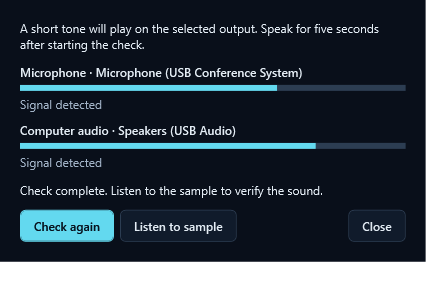 A short tone will play on the selected output. Speak for five seconds
after starting the check.
Microphone · Microphone (USB Conference System)
Signal detected
Computer audio · Speakers (USB Audio)
Signal detected
Check complete. Listen to the sample to verify the sound.
Check again
Listen to sample
Close